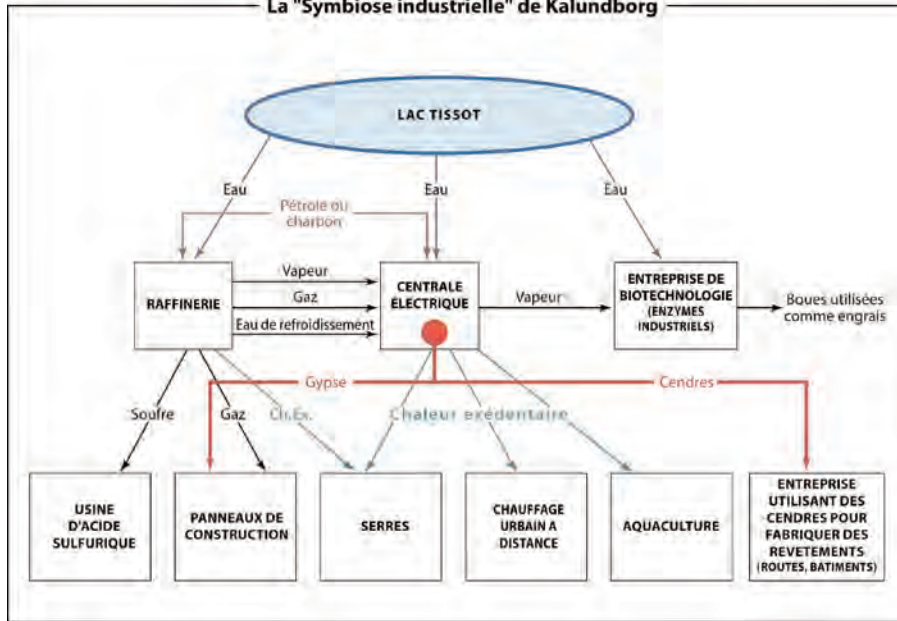 La "Symbiose industrielle" de Kalundborg
LAC TISSOT
Eau
Eau
Eau
Pétrole ou
charbon
RAFFINERIE
Vapeur
Gaz
Eau de refroidissement
CENTRALE
ÉLECTRIQUE
Vapeur
ENTREPRISE DE
BIOTECHNOLOGIE
(ENZYMES
INDUSTRIELS)
Boues utilisées
comme engrais
Gypse
Cendres
Soufre
Gaz
Ch.Ex.
Chaleur exédentaire
USINE
D'ACIDE
SULFURIQUE
PANNEAUX DE
CONSTRUCTION
SERRES
CHAUFFAGE
URBAIN A
DISTANCE
AQUACULTURE
ENTREPRISE
UTILISANT DES
CENDRES POUR
FABRIQUER DES
REVETEMENTS
(ROUTES, BATIMENTS)